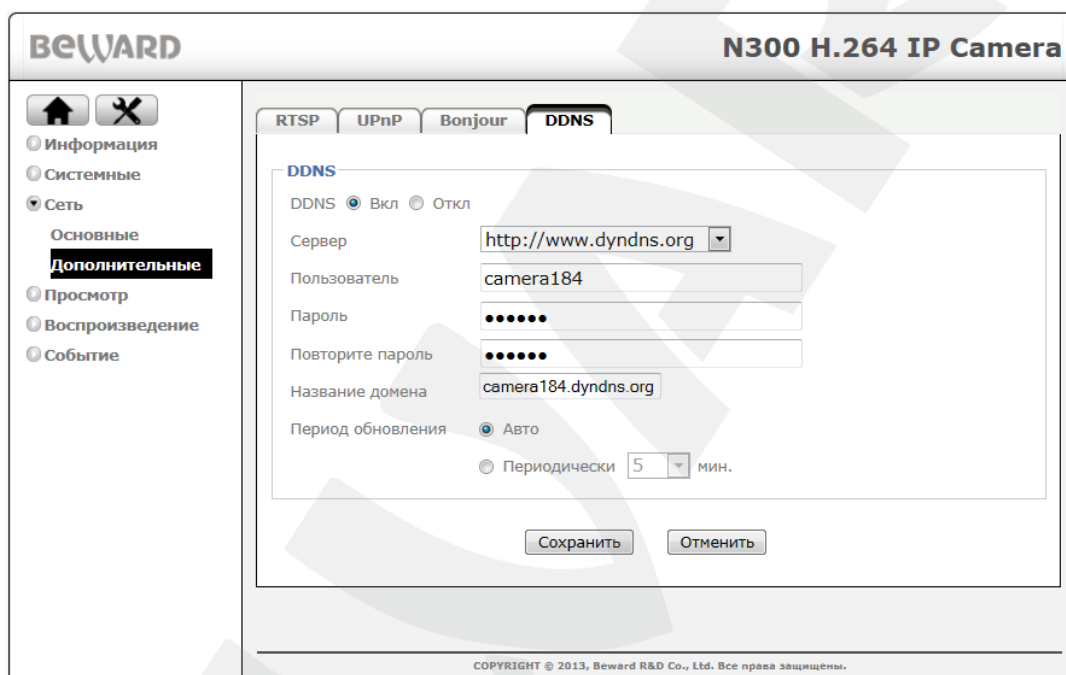 BEWARD
N300 H.264 IP Camera
Информация
Системные
Сеть
Основные
Дополнительные
Просмотр
Воспроизведение
Событие
RTSP UPnP Bonjour DDNS
DDNS
DDNS Вкл Откл
Сервер http://www.dyndns.org
Пользователь camera184
Пароль ●●●●●●
Повторите пароль ●●●●●●
Название домена camera184.dyndns.org
Период обновления Авто
Периодически 5 мин.
Сохранить Отменить
COPYRIGHT © 2013, Beward R&D Co., Ltd. Все права защищены.